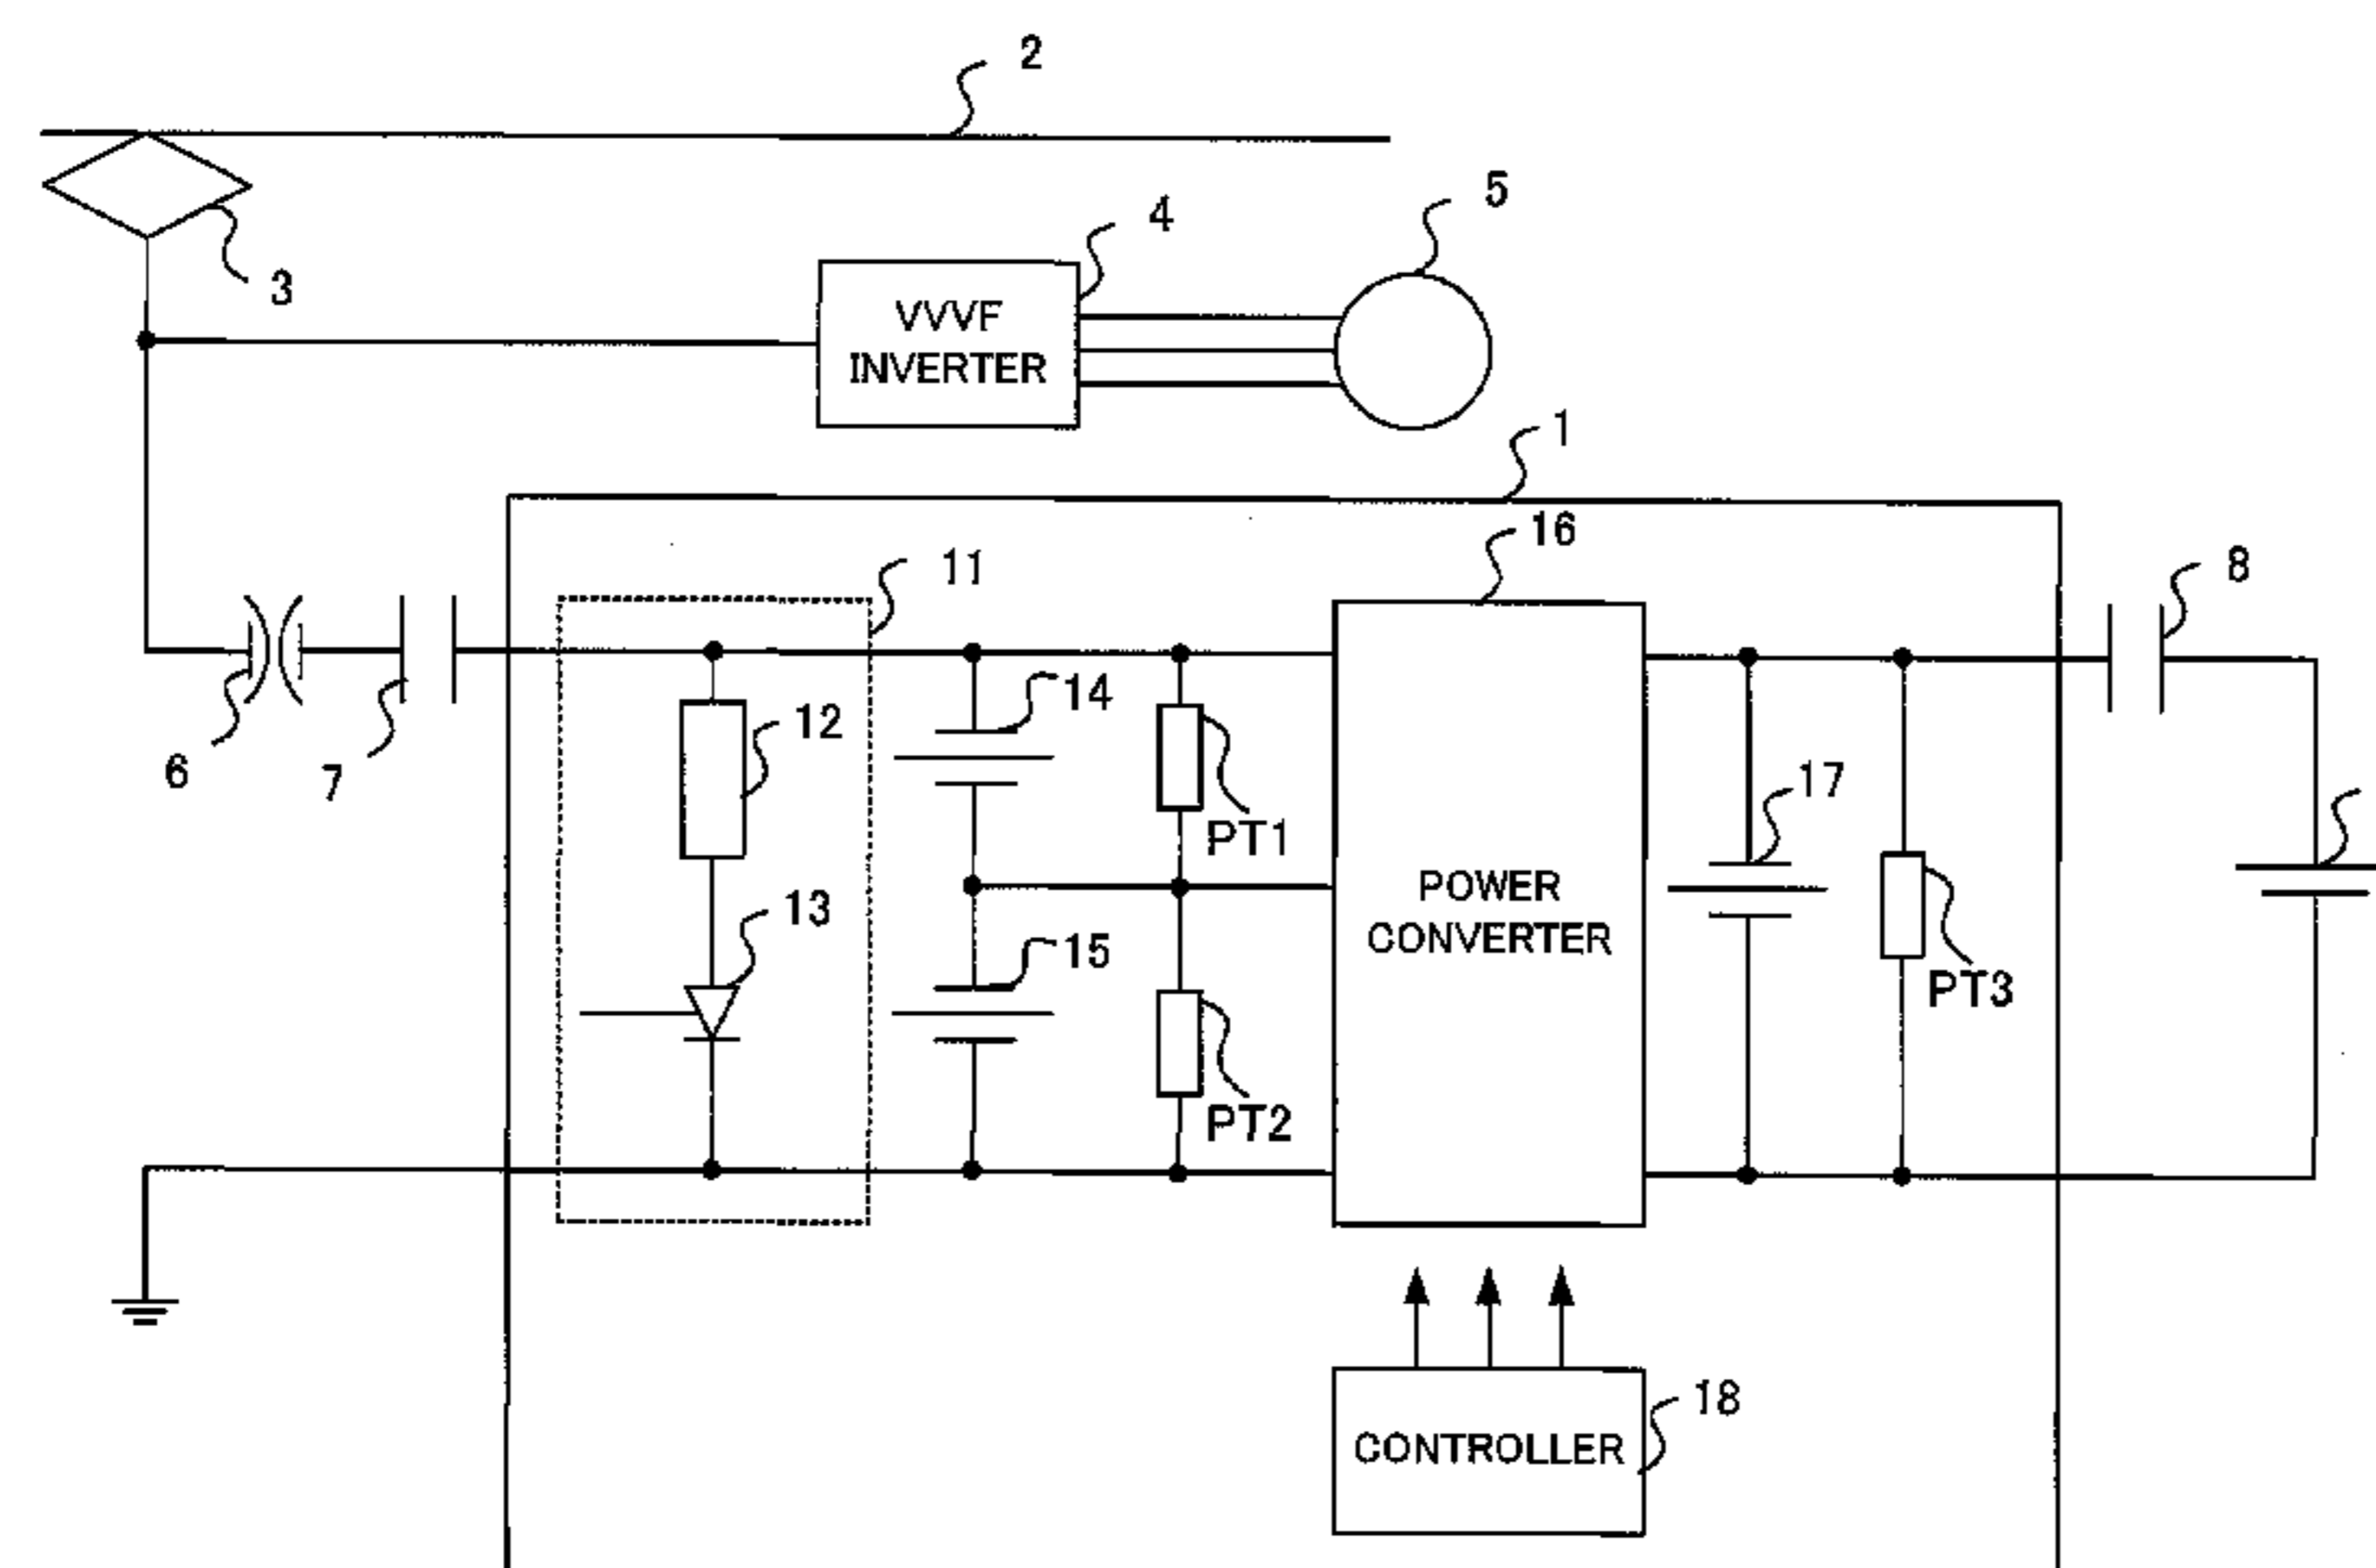 2
3
4
5
VVVF
INVERTER
1
16
11
8
14
12
6
7
17
PT1
13
POWER
CONVERTER
15
PT3
PT2
18
CONTROLLER